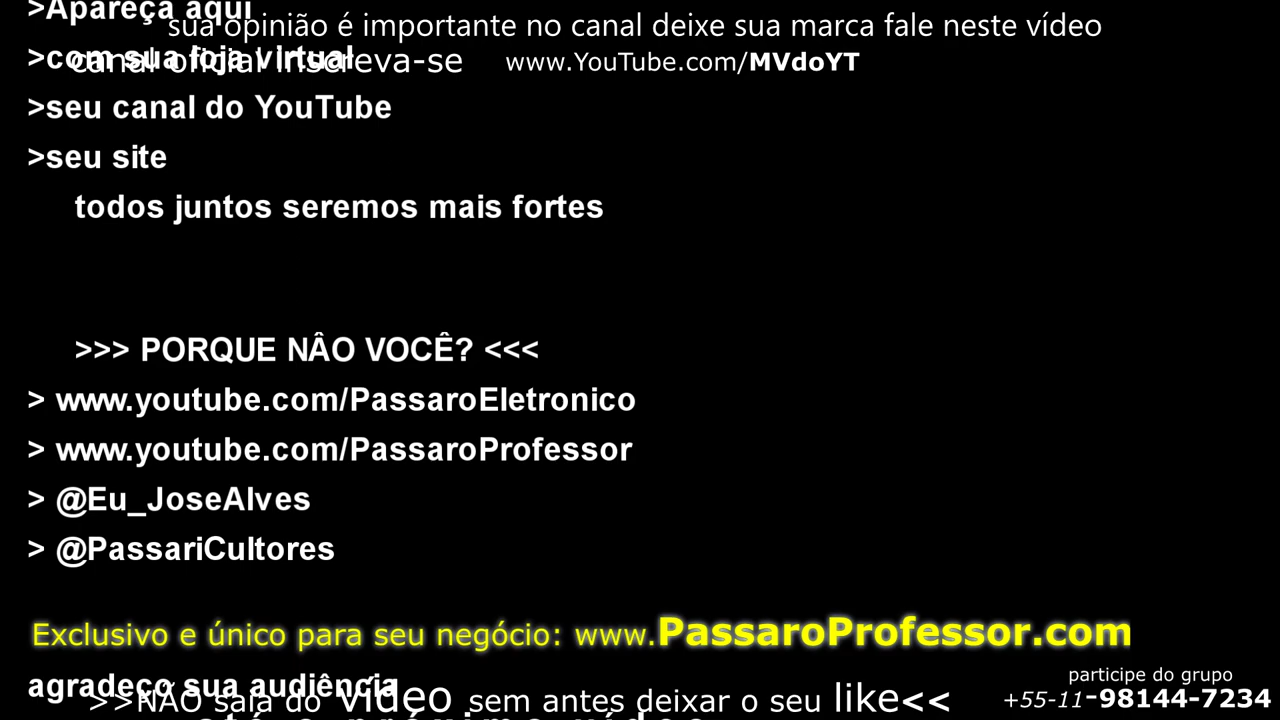 >Apareça aqui
sua opinião é importante no canal deixe sua marca fale neste vídeo
>com sua loja virtual
canal oficial inscreva-se www.YouTube.com/MVdoYT
>seu canal do YouTube
>seu site
todos juntos seremos mais fortes
>>> PORQUE NÂO VOCÊ? <<<
> www.youtube.com/PassaroEletronico
> www.youtube.com/PassaroProfessor
> @Eu_JoseAlves
> @PassariCultores
Exclusivo e único para seu negócio: www.PassaroProfessor.com
agradeço sua audiência
>>NÃO saia do vídeo sem antes deixar o seu like<<
participe do grupo
+55-11-98144-7234
até o próximo vídeo